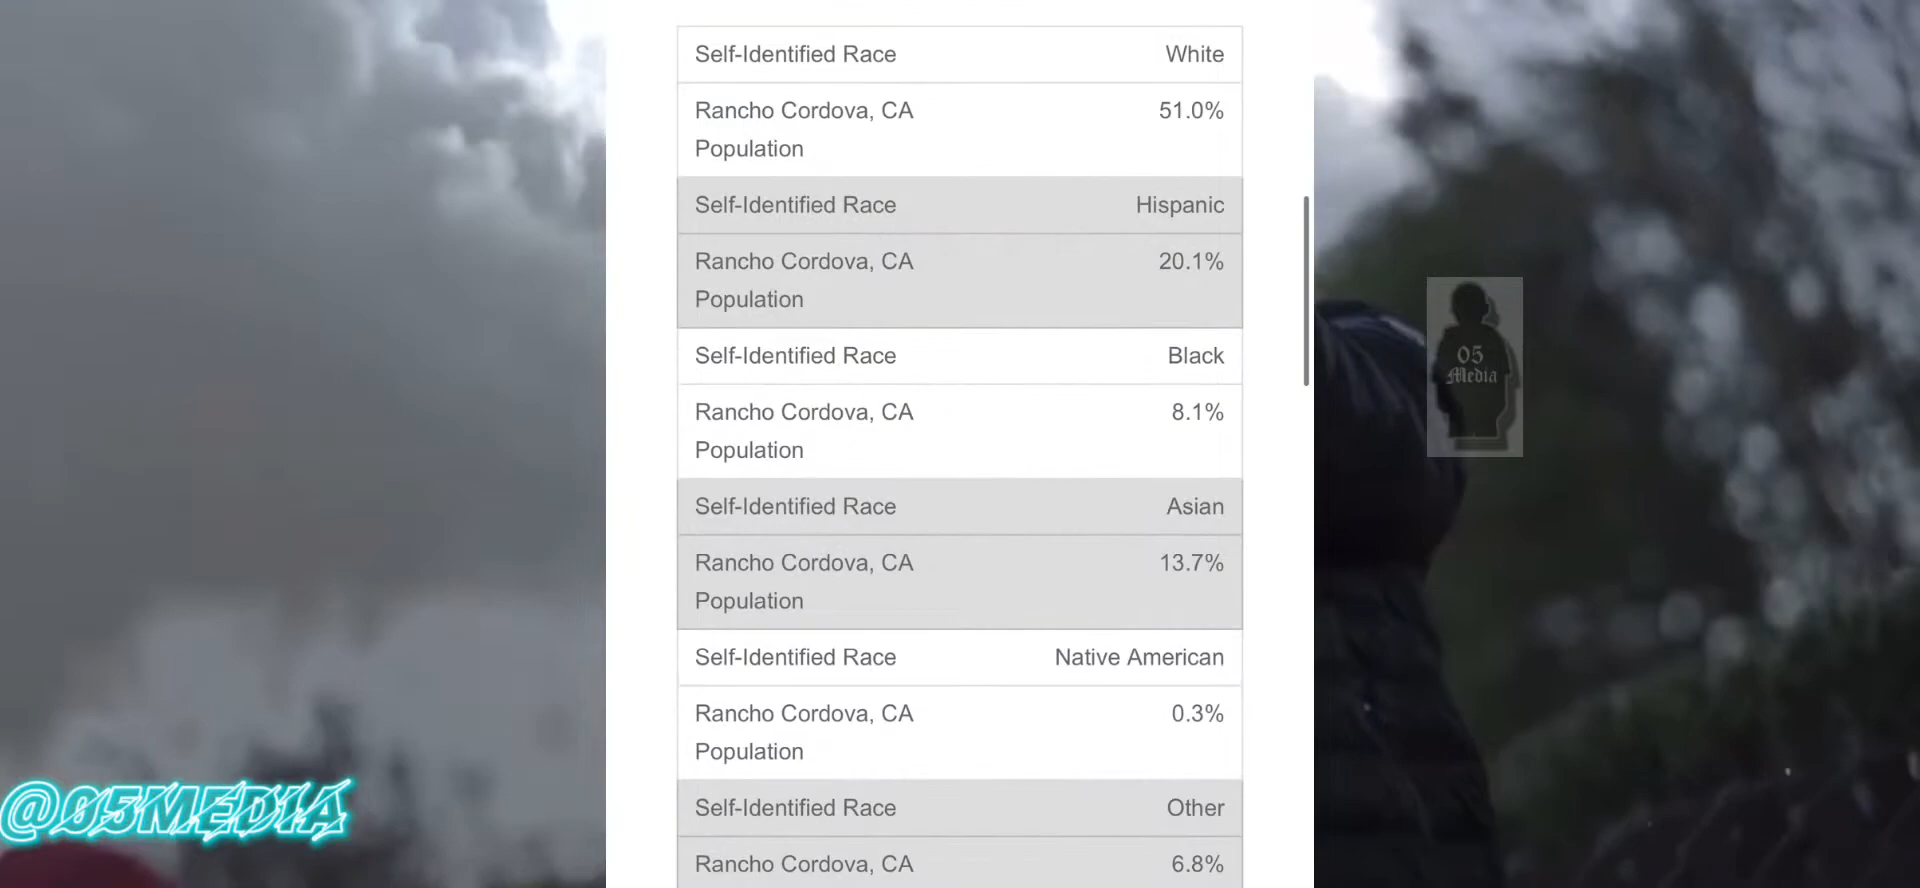 Self-Identified Race White
Rancho Cordova, CA 51.0%
Population
Self-Identified Race Hispanic
Rancho Cordova, CA 20.1%
Population
Self-Identified Race Black
Rancho Cordova, CA 8.1%
Population
Self-Identified Race Asian
Rancho Cordova, CA 13.7%
Population
Self-Identified Race Native American
Rancho Cordova, CA 0.3%
Population
Self-Identified Race Other
Rancho Cordova, CA 6.8%
05
Media
@05MEDIA